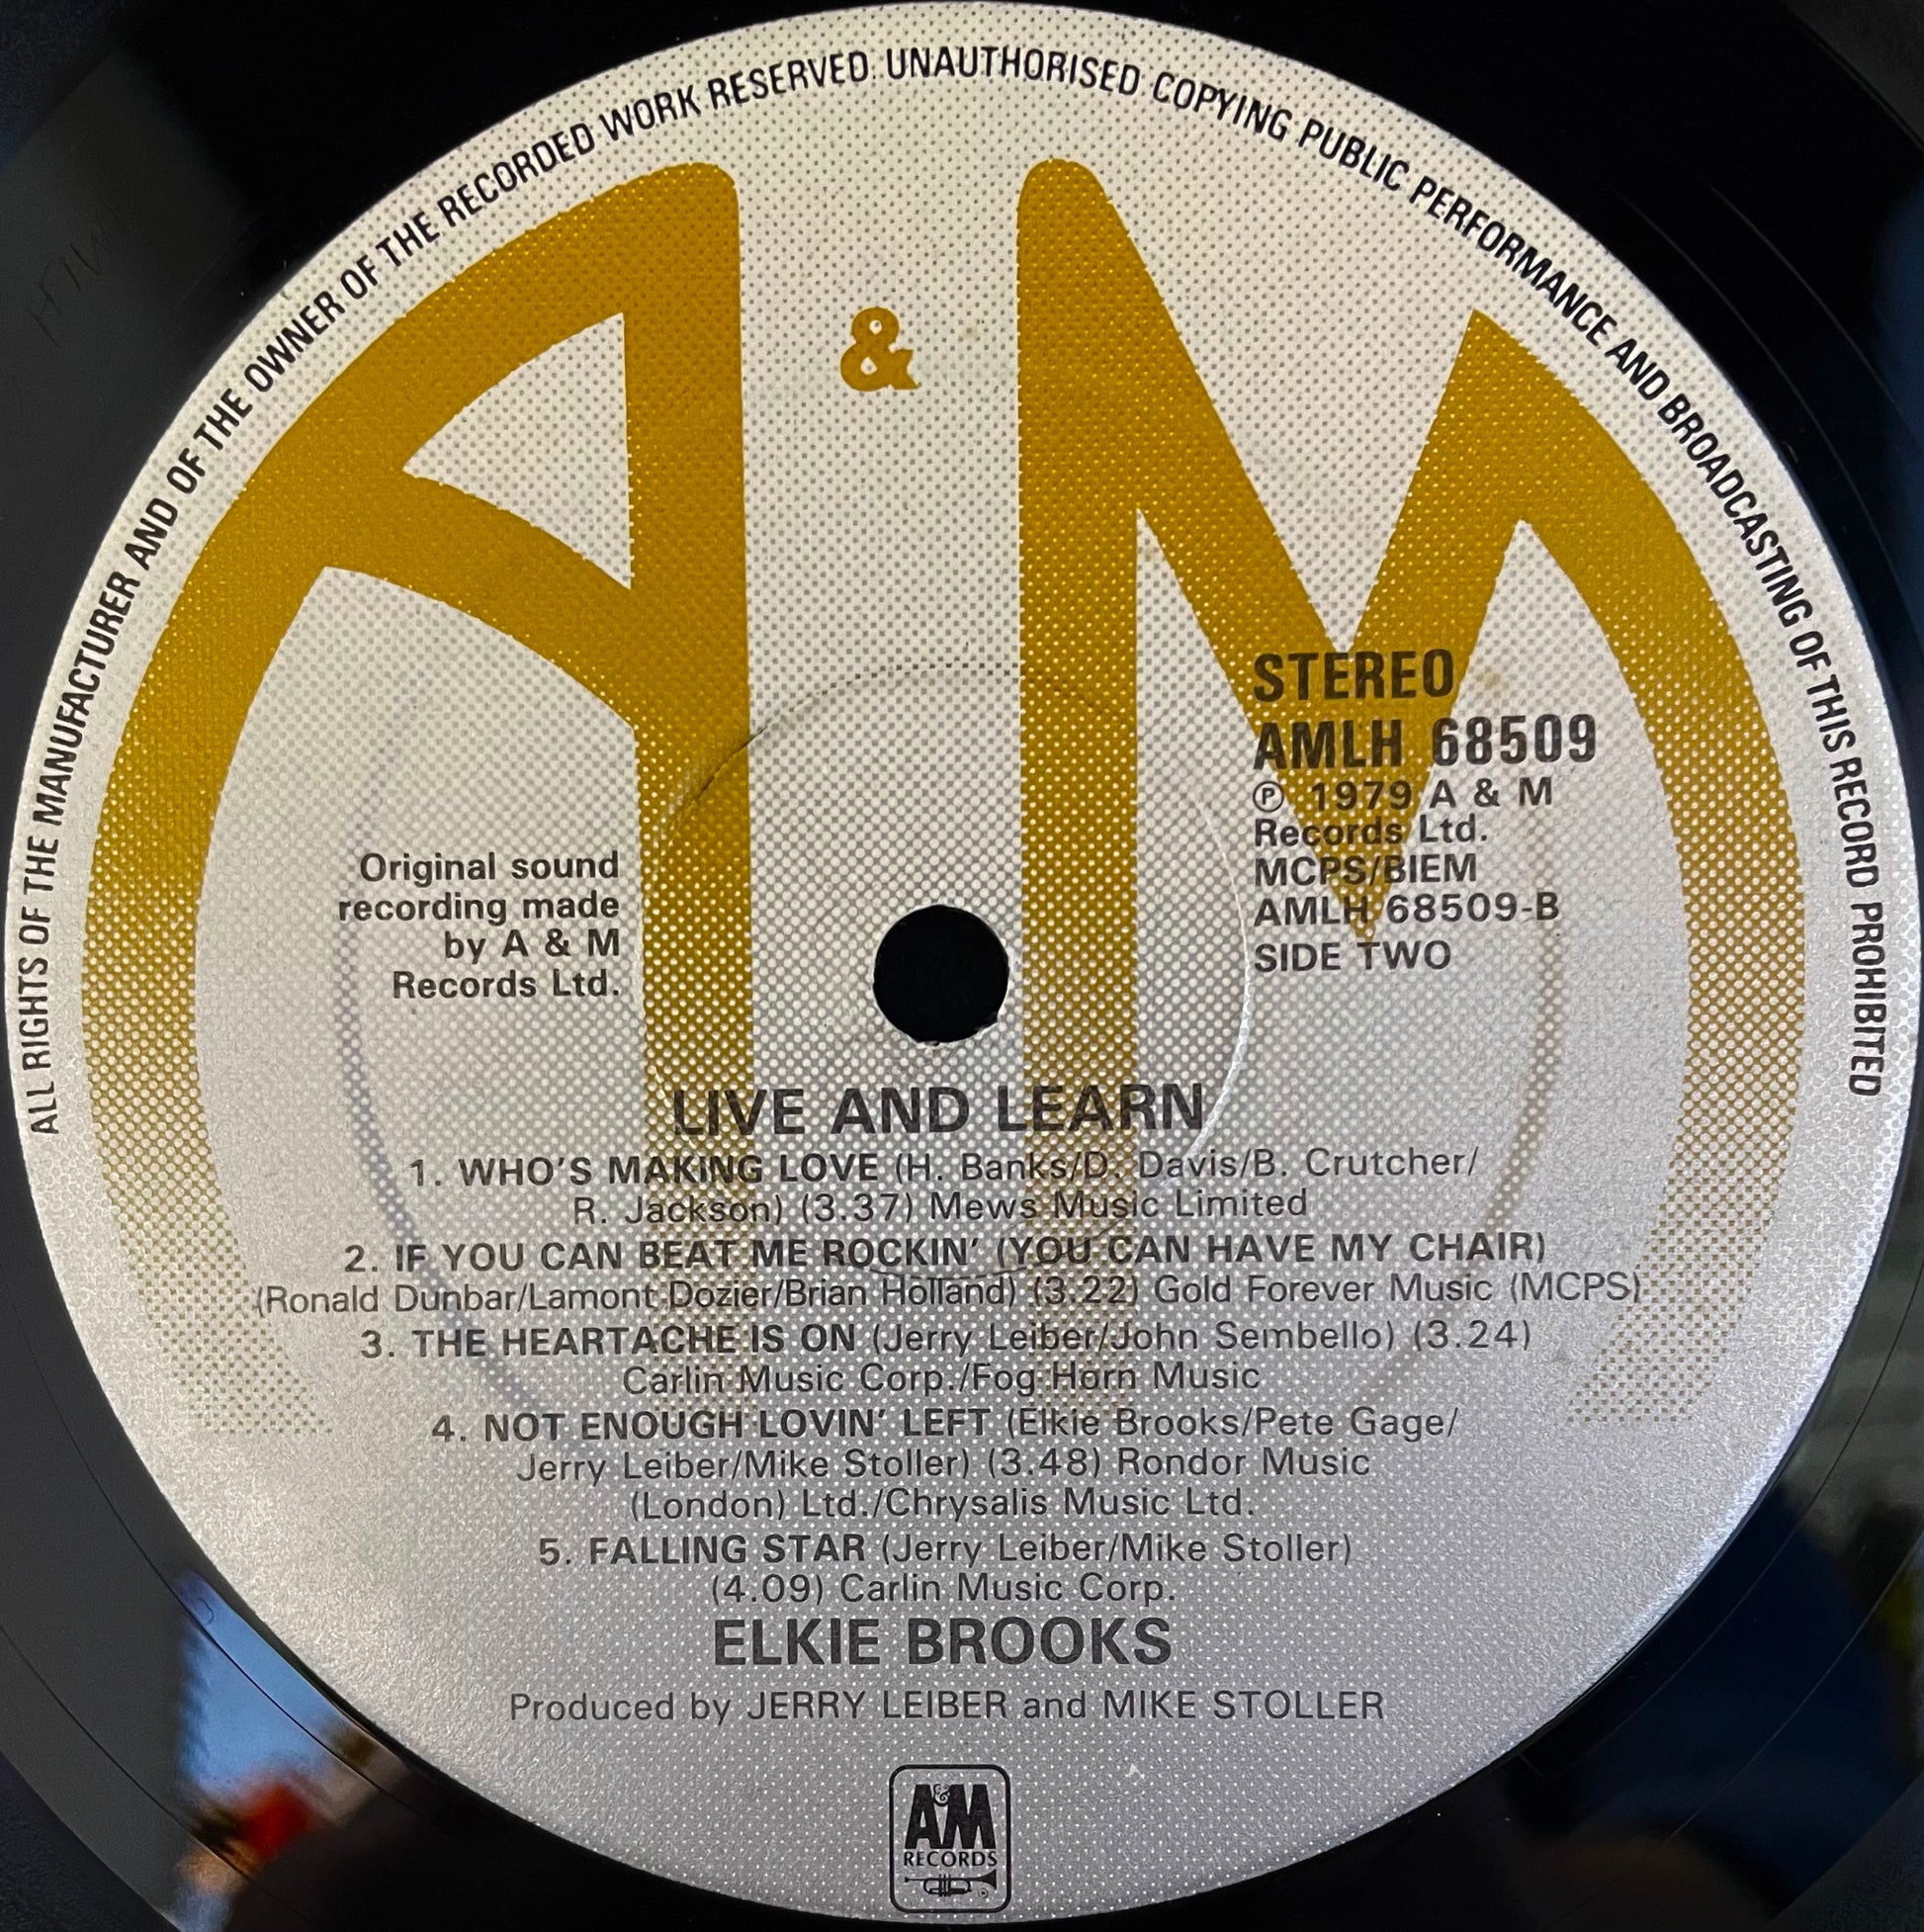 ALL RIGHTS OF THE MANUFACTURER AND OF THE OWNER OF THE RECORDED WORK RESERVED. UNAUTHORISED COPYING PUBLIC PERFORMANCE AND BROADCASTING OF THIS RECORD PROHIBITED
A & M
STEREO
AMLH 68509
℗ 1979 A & M
Records Ltd.
MCPS/BIEM
AMLH 68509-B
SIDE TWO
Original sound
recording made
by A & M
Records Ltd.
LIVE AND LEARN
1. WHO'S MAKING LOVE (H. Banks/D. Davis/B. Crutcher/
R. Jackson) (3.37) Mews Music Limited
2. IF YOU CAN BEAT ME ROCKIN' (YOU CAN HAVE MY CHAIR)
(Ronald Dunbar/Lamont Dozier/Brian Holland) (3.22) Gold Forever Music (MCPS)
3. THE HEARTACHE IS ON (Jerry Leiber/John Sembello) (3.24)
Carlin Music Corp./Fog Horn Music
4. NOT ENOUGH LOVIN' LEFT (Elkie Brooks/Pete Gage/
Jerry Leiber/Mike Stoller) (3.48) Rondor Music
(London) Ltd./Chrysalis Music Ltd.
5. FALLING STAR (Jerry Leiber/Mike Stoller)
(4.09) Carlin Music Corp.
ELKIE BROOKS
Produced by JERRY LEIBER and MIKE STOLLER
A&M
RECORDS